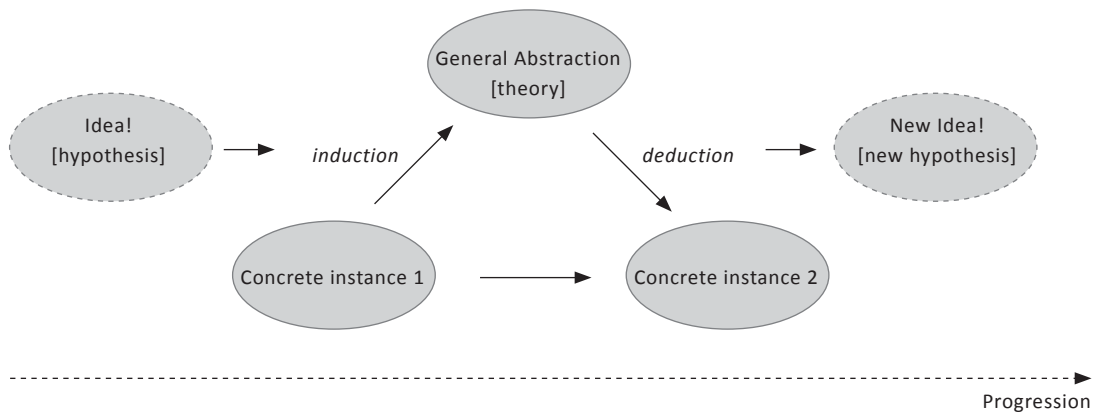 General Abstraction
[theory]
Idea!
[hypothesis]
induction
deduction
New Idea!
[new hypothesis]
Concrete instance 1
Concrete instance 2
Progression